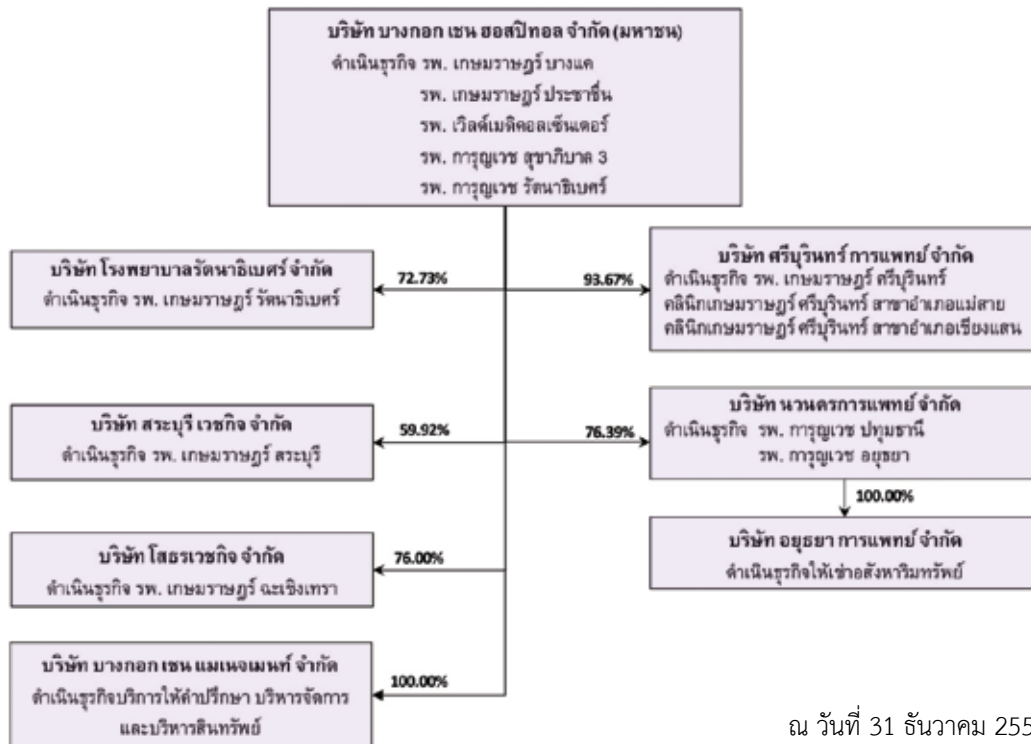 บริษัท บางกอก เชน ฮอสปิทอล จำกัด (มหาชน)
ดำเนินธุรกิจ รพ. เกษมราษฎร์ บางแค
รพ. เกษมราษฎร์ ประชาชื่น
รพ. เวิลด์เมดิคอลเซ็นเตอร์
รพ. การุญเวช สุขาภิบาล 3
รพ. การุญเวช รัตนาธิเบศร์
บริษัท โรงพยาบาลรัตนาธิเบศร์ จำกัด
ดำเนินธุรกิจ รพ. เกษมราษฎร์ รัตนาธิเบศร์
72.73%
93.67%
บริษัท ศรีบุรินทร์ การแพทย์ จำกัด
ดำเนินธุรกิจ รพ. เกษมราษฎร์ ศรีบุรินทร์
คลินิกเกษมราษฎร์ ศรีบุรินทร์ สาขาอำเภอแม่สาย
คลินิกเกษมราษฎร์ ศรีบุรินทร์ สาขาอำเภอเชียงแสน
บริษัท สระบุรี เวชกิจ จำกัด
ดำเนินธุรกิจ รพ. เกษมราษฎร์ สระบุรี
59.92%
76.39%
บริษัท นวนครการแพทย์ จำกัด
ดำเนินธุรกิจ รพ. การุญเวช ปทุมธานี
รพ. การุญเวช อยุธยา
100.00%
บริษัท โสธรเวชกิจ จำกัด
ดำเนินธุรกิจ รพ. เกษมราษฎร์ ฉะเชิงเทรา
76.00%
บริษัท อยุธยา การแพทย์ จำกัด
ดำเนินธุรกิจให้เช่าอสังหาริมทรัพย์
บริษัท บางกอก เชน แมเนจเมนท์ จำกัด
ดำเนินธุรกิจบริการให้คำปรึกษา บริหารจัดการ
และบริหารสินทรัพย์
100.00%
ณ วันที่ 31 ธันวาคม 255